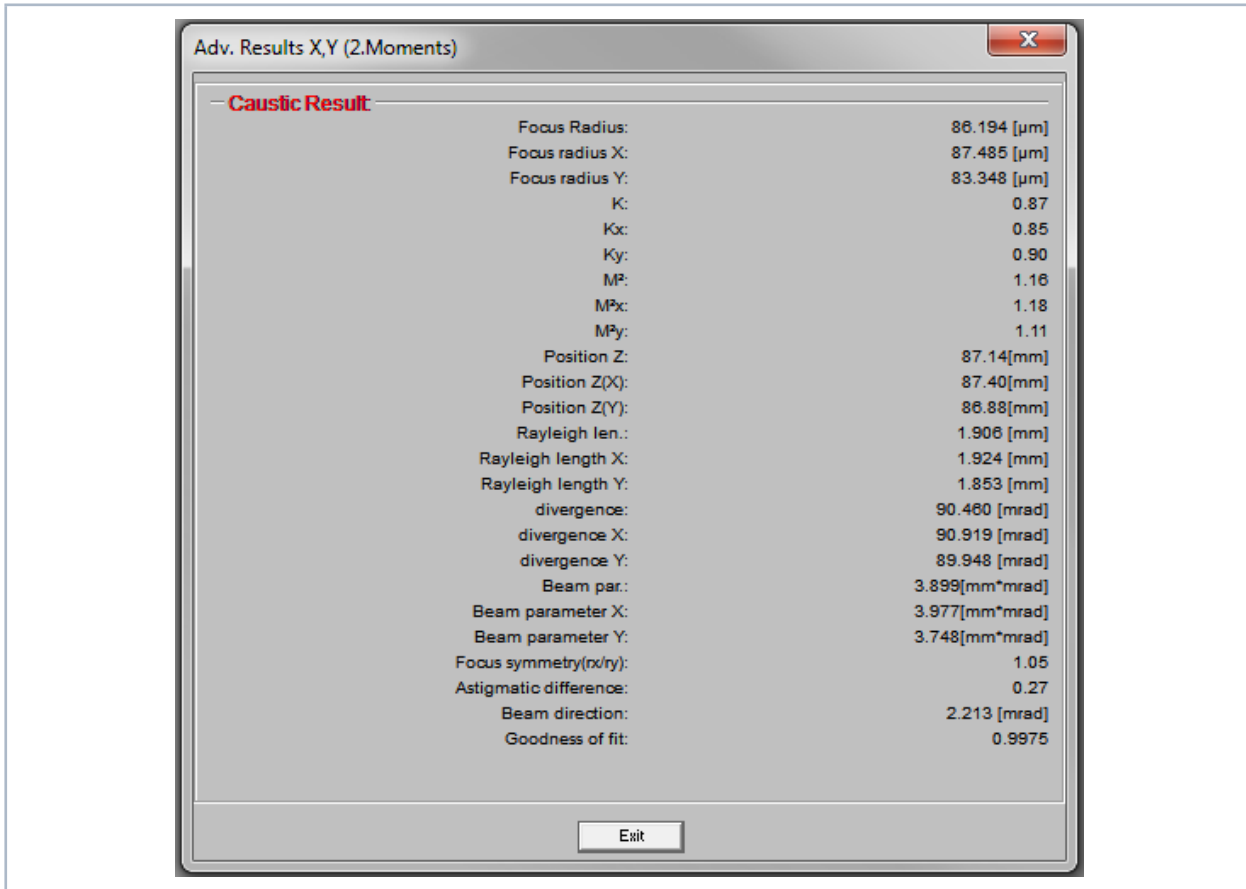 Adv. Results X,Y (2.Moments)
Caustic Result:
Focus Radius: 86.194 [µm]
Focus radius X: 87.485 [µm]
Focus radius Y: 83.348 [µm]
K: 0.87
Kx: 0.85
Ky: 0.90
M²: 1.16
M²x: 1.18
M²y: 1.11
Position Z: 87.14[mm]
Position Z(X): 87.40[mm]
Position Z(Y): 86.88[mm]
Rayleigh len.: 1.906 [mm]
Rayleigh length X: 1.924 [mm]
Rayleigh length Y: 1.853 [mm]
divergence: 90.460 [mrad]
divergence X: 90.919 [mrad]
divergence Y: 89.948 [mrad]
Beam par.: 3.899[mm*mrad]
Beam parameter X: 3.977[mm*mrad]
Beam parameter Y: 3.748[mm*mrad]
Focus symmetry(rx/ry): 1.05
Astigmatic difference: 0.27
Beam direction: 2.213 [mrad]
Goodness of fit: 0.9975
Exit